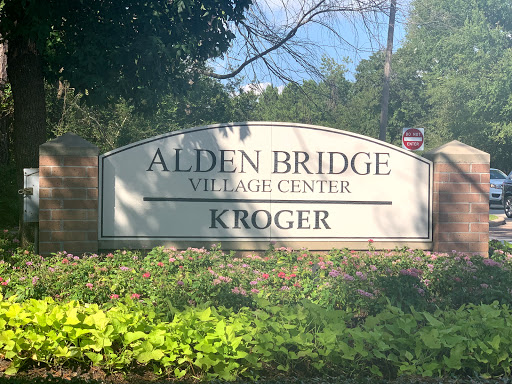 ALDEN BRIDGE
VILLAGE CENTER
KROGER
DO NOT
ENTER